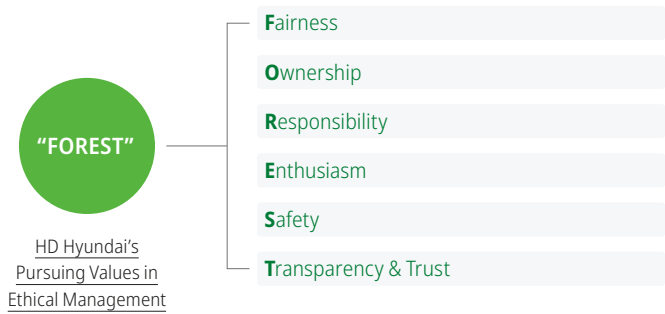 “FOREST”
HD Hyundai’s
Pursuing Values in
Ethical Management
Fairness
Ownership
Responsibility
Enthusiasm
Safety
Transparency & Trust